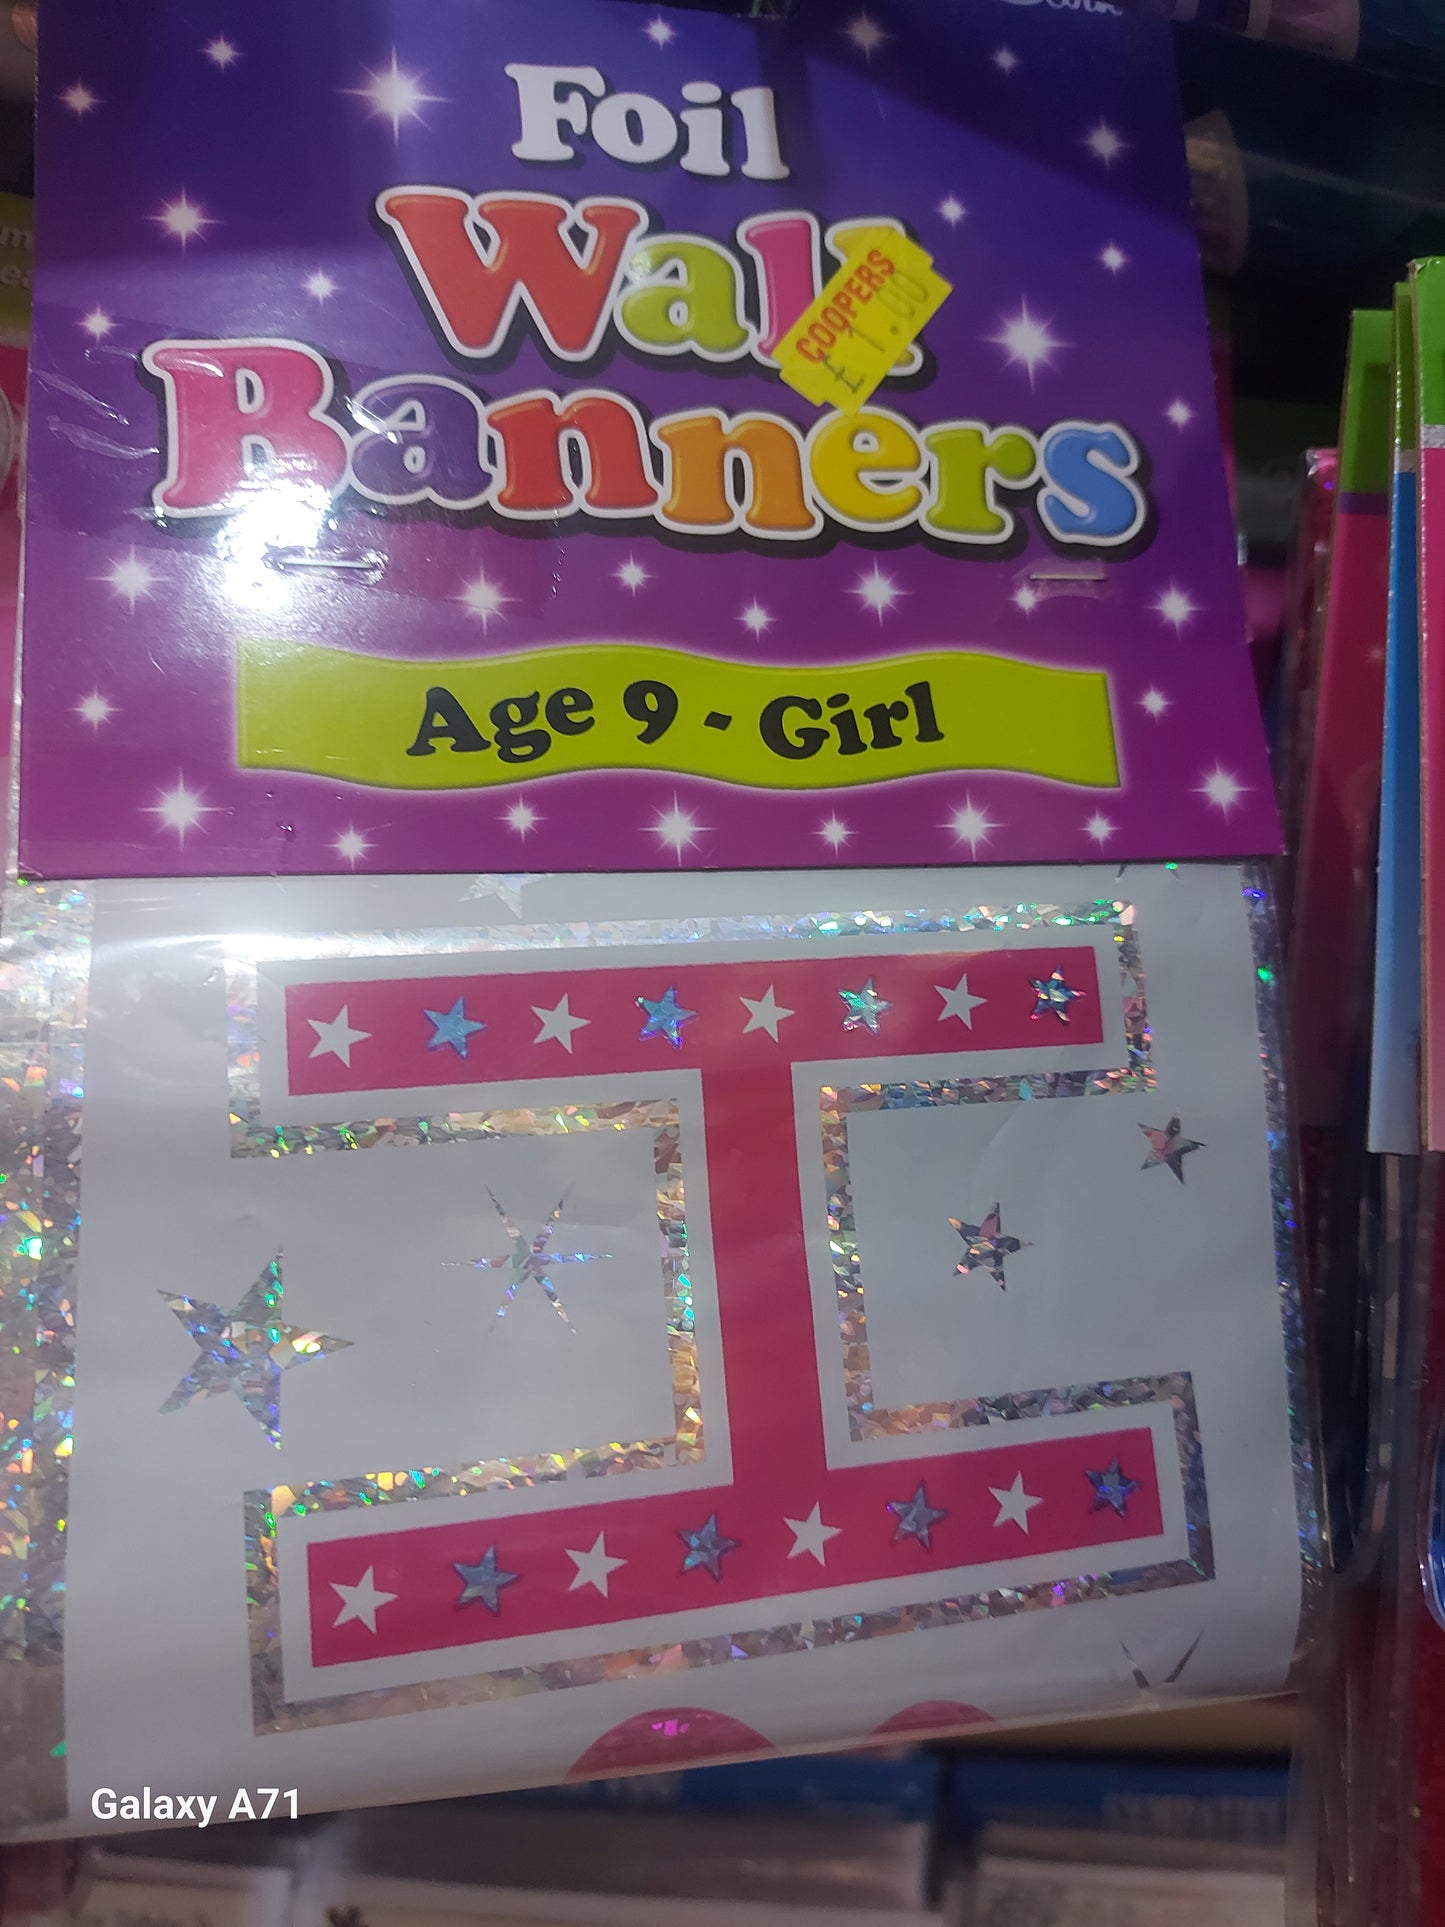 Foil
Wall
COOPERS
£1.00
Banners
Age 9 - Girl
H
Galaxy A71